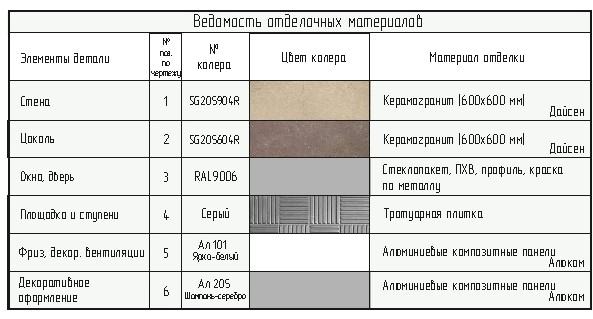 Ведомость отделочных материалов
Элементы детали
№
поз.
по
чертежу
№
колера
Цвет колера
Материал отделки
Стена
1
SG205904R
Керамогранит (600х600 мм)
Дайсен
Цоколь
2
SG205604R
Керамогранит (600х600 мм)
Дайсен
Окно, дверь
3
RAL9006
Стеклопакет, ПХВ, профиль, краска
по металлу
Площадка и ступени
4
Серый
Тротуарная плитка
Фриз, декор. вентиляции
5
Ал 101
Ярко-белый
Алюминиевые композитные панели
Алюком
Декоративное
оформление
6
Ал 205
Шампань-серебро
Алюминиевые композитные панели
Алюком